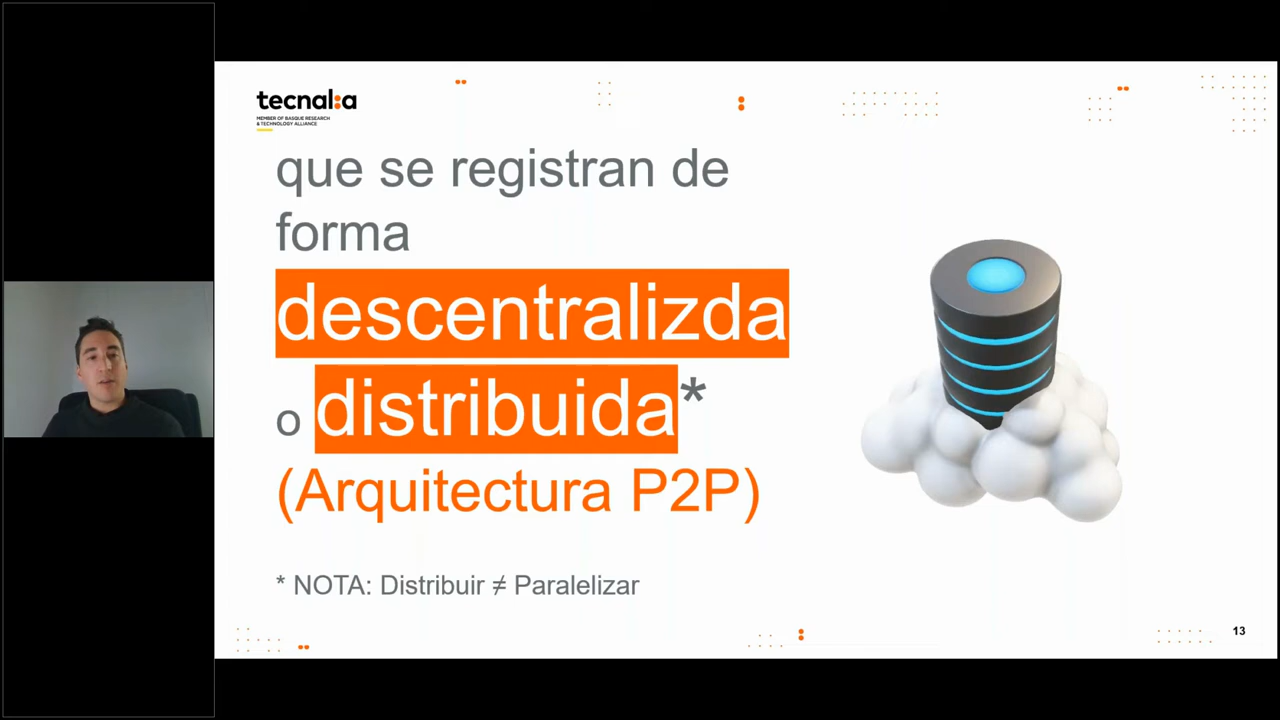 tecnalia
MEMBER OF BASQUE RESEARCH
& TECHNOLOGY ALLIANCE
que se registran de
forma
descentralizda
o distribuida*
(Arquitectura P2P)
* NOTA: Distribuir ≠ Paralelizar
13